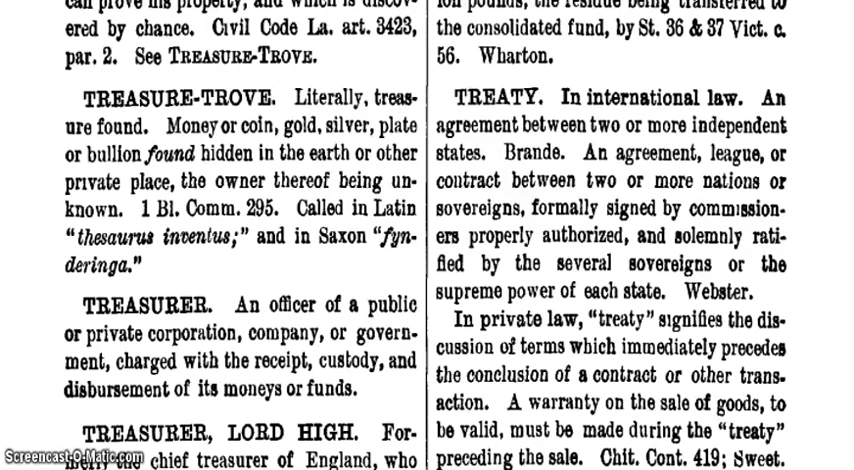 can prove his property, and which is discov-
ered by chance. Civil Code La. art. 3423,
par. 2. See TREASURE-TROVE.
TREASURE-TROVE. Literally, treas-
ure found. Money or coin, gold, silver, plate
or bullion found hidden in the earth or other
private place, the owner thereof being un-
known. 1 Bl. Comm. 295. Called in Latin
"thesaurus inventus;" and in Saxon "fyn-
deringa."
TREASURER. An officer of a public
or private corporation, company, or govern-
ment, charged with the receipt, custody, and
disbursement of its moneys or funds.
TREASURER, LORD HIGH. For-
merly the chief treasurer of England, who
ion pounds, the residue being transferred to
the consolidated fund, by St. 36 & 37 Vict. c.
56. Wharton.
TREATY. In international law. An
agreement between two or more independent
states. Brande. An agreement, league, or
contract between two or more nations or
sovereigns, formally signed by commission-
ers properly authorized, and solemnly rati-
fied by the several sovereigns or the
supreme power of each state. Webster.
In private law, "treaty" signifies the dis-
cussion of terms which immediately precedes
the conclusion of a contract or other trans-
action. A warranty on the sale of goods, to
be valid, must be made during the "treaty"
preceding the sale. Chit. Cont. 419; Sweet.
Screencast-O-Matic.com